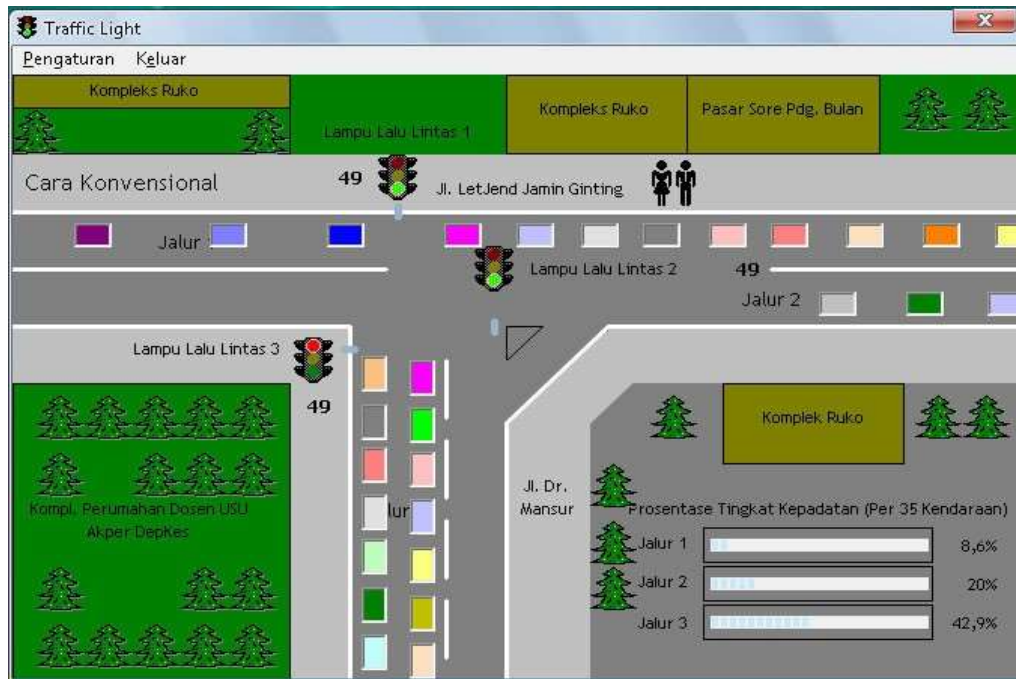 Traffic Light
Pengaturan Keluar
Kompleks Ruko
Lampu Lalu Lintas 1
Kompleks Ruko
Pasar Sore Pdg. Bulan
Cara Konvensional
49
Jl. LetJend Jamin Ginting
Jalur
Lampu Lalu Lintas 2
49
Jalur 2
Lampu Lalu Lintas 3
49
Komplek Ruko
Kompl. Perumahan Dosen USU
Akper DepKes
lur
Jl. Dr.
Mansur
Prosentase Tingkat Kepadatan (Per 35 Kendaraan)
Jalur 1 8,6%
Jalur 2 20%
Jalur 3 42,9%